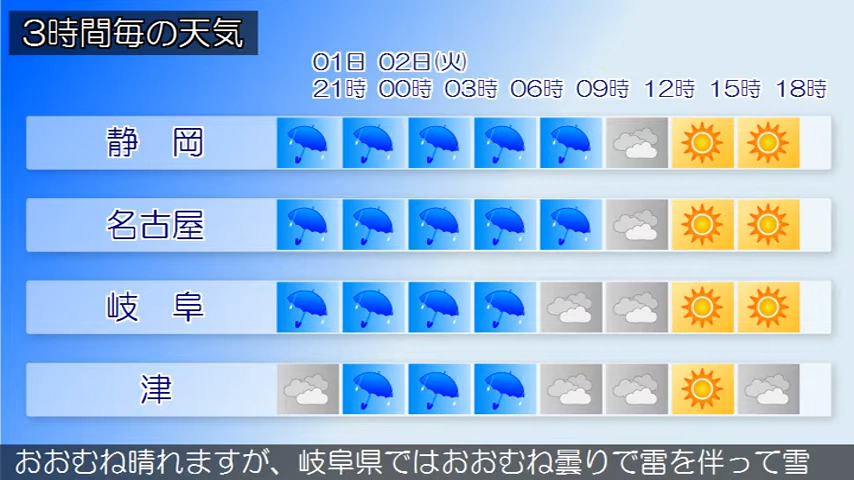 3時間毎の天気
01日 02日(火)
21時 00時 03時 06時 09時 12時 15時 18時
静　岡
名古屋
岐　阜
津
おおむね晴れますが、岐阜県ではおおむね曇りで雷を伴って雪